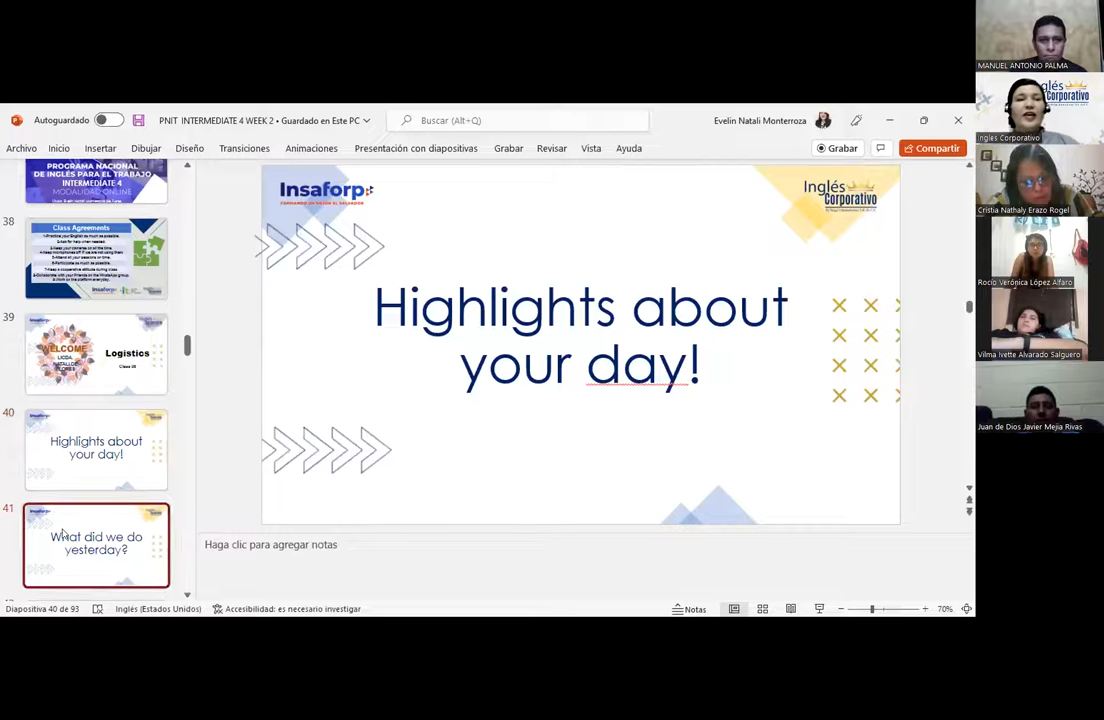 Autoguardado
PNIT INTERMEDIATE 4 WEEK 2 • Guardado en Este PC
Buscar (Alt+Q)
Evelin Natali Monterroza
Archivo Inicio Insertar Dibujar Diseño Transiciones Animaciones Presentación con diapositivas Grabar Revisar Vista Ayuda
Grabar
Compartir
PROGRAMA NACIONAL
DE INGLÉS PARA EL TRABAJO
INTERMEDIATE 4
MODALIDAD ONLINE
38
Class Agreements
39
WELCOME
Logistics
40
Highlights about
your day!
41
What did we do
yesterday?
Insaforp
Inglés
Corporativo
Highlights about
your day!
Haga clic para agregar notas
Diapositiva 40 de 93
Inglés (Estados Unidos)
Accesibilidad: es necesario investigar
Notas
70%
MANUEL ANTONIO PALMA
Inglés Corporativo
Cristia Nathaly Erazo Rogel
Rocío Verónica López Alfaro
Vilma Ivette Alvarado Salguero
Juan de Dios Javier Mejia Rivas